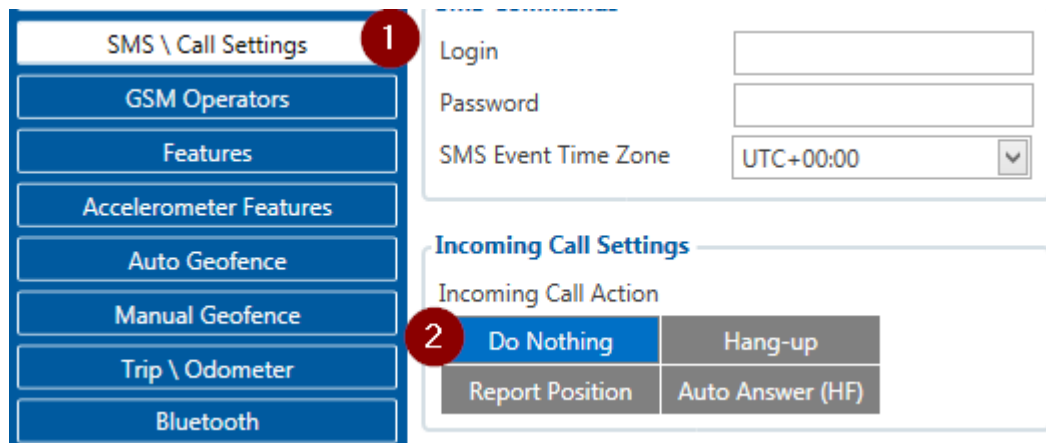 SMS \ Call Settings
1
GSM Operators
Features
Accelerometer Features
Auto Geofence
Manual Geofence
Trip \ Odometer
Bluetooth
Login
Password
SMS Event Time Zone UTC+00:00
Incoming Call Settings
Incoming Call Action
2
Do Nothing Hang-up
Report Position Auto Answer (HF)